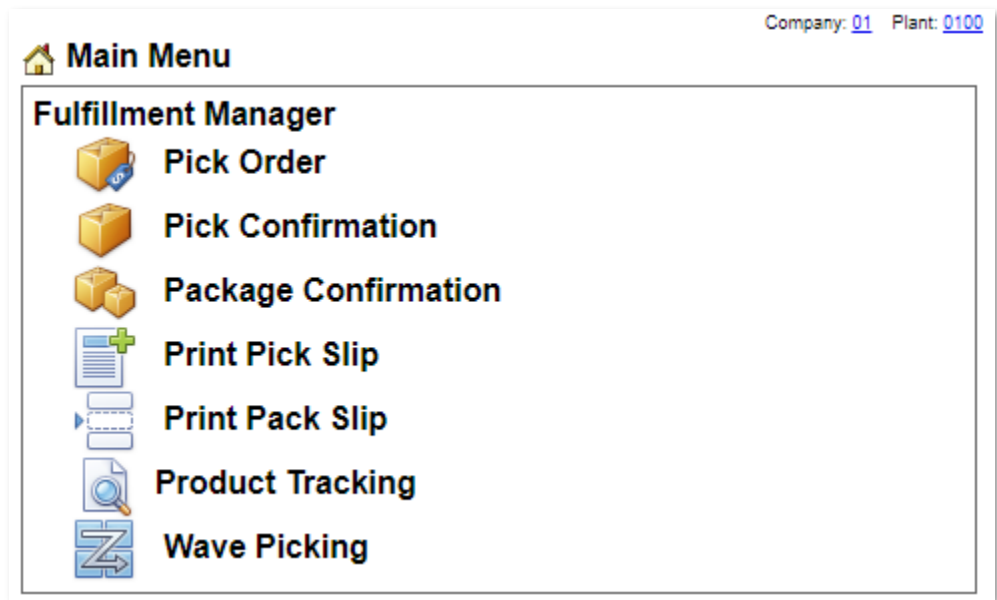 Company: 01 Plant: 0100
Main Menu
Fulfillment Manager
Pick Order
Pick Confirmation
Package Confirmation
Print Pick Slip
Print Pack Slip
Product Tracking
Wave Picking